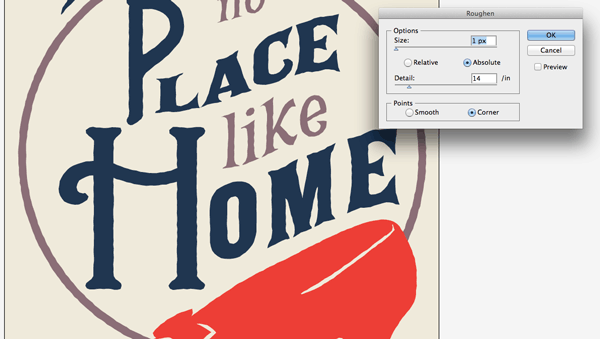 no
PLACE
like
HOME
Roughen
Options
Size: 1 px
Relative Absolute
Detail: 14 /in
Points
Smooth Corner
OK
Cancel
Preview